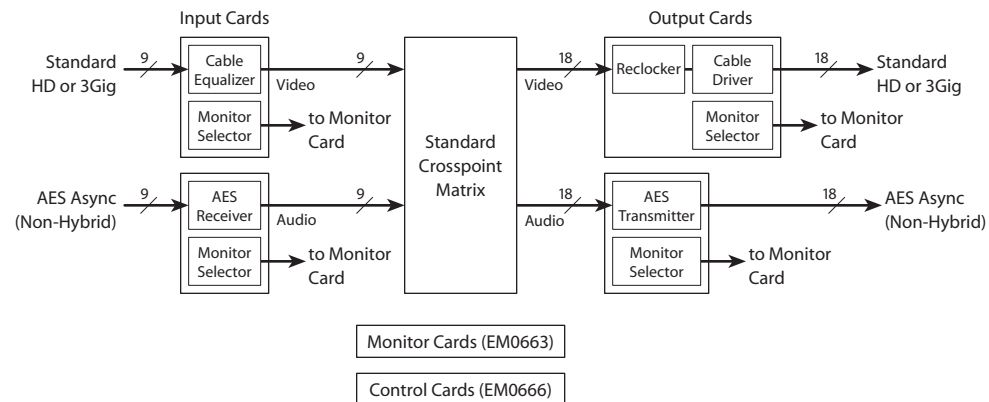 Input Cards
Output Cards
Standard
HD or 3Gig
9
Cable
Equalizer
Video
9
Monitor
Selector
to Monitor
Card
Standard
Crosspoint
Matrix
18
Video
Reclocker
Cable
Driver
18
Standard
HD or 3Gig
Monitor
Selector
to Monitor
Card
AES Async
(Non-Hybrid)
9
AES
Receiver
Audio
9
Monitor
Selector
to Monitor
Card
18
Audio
AES
Transmitter
18
AES Async
(Non-Hybrid)
Monitor
Selector
to Monitor
Card
Monitor Cards (EM0663)
Control Cards (EM0666)